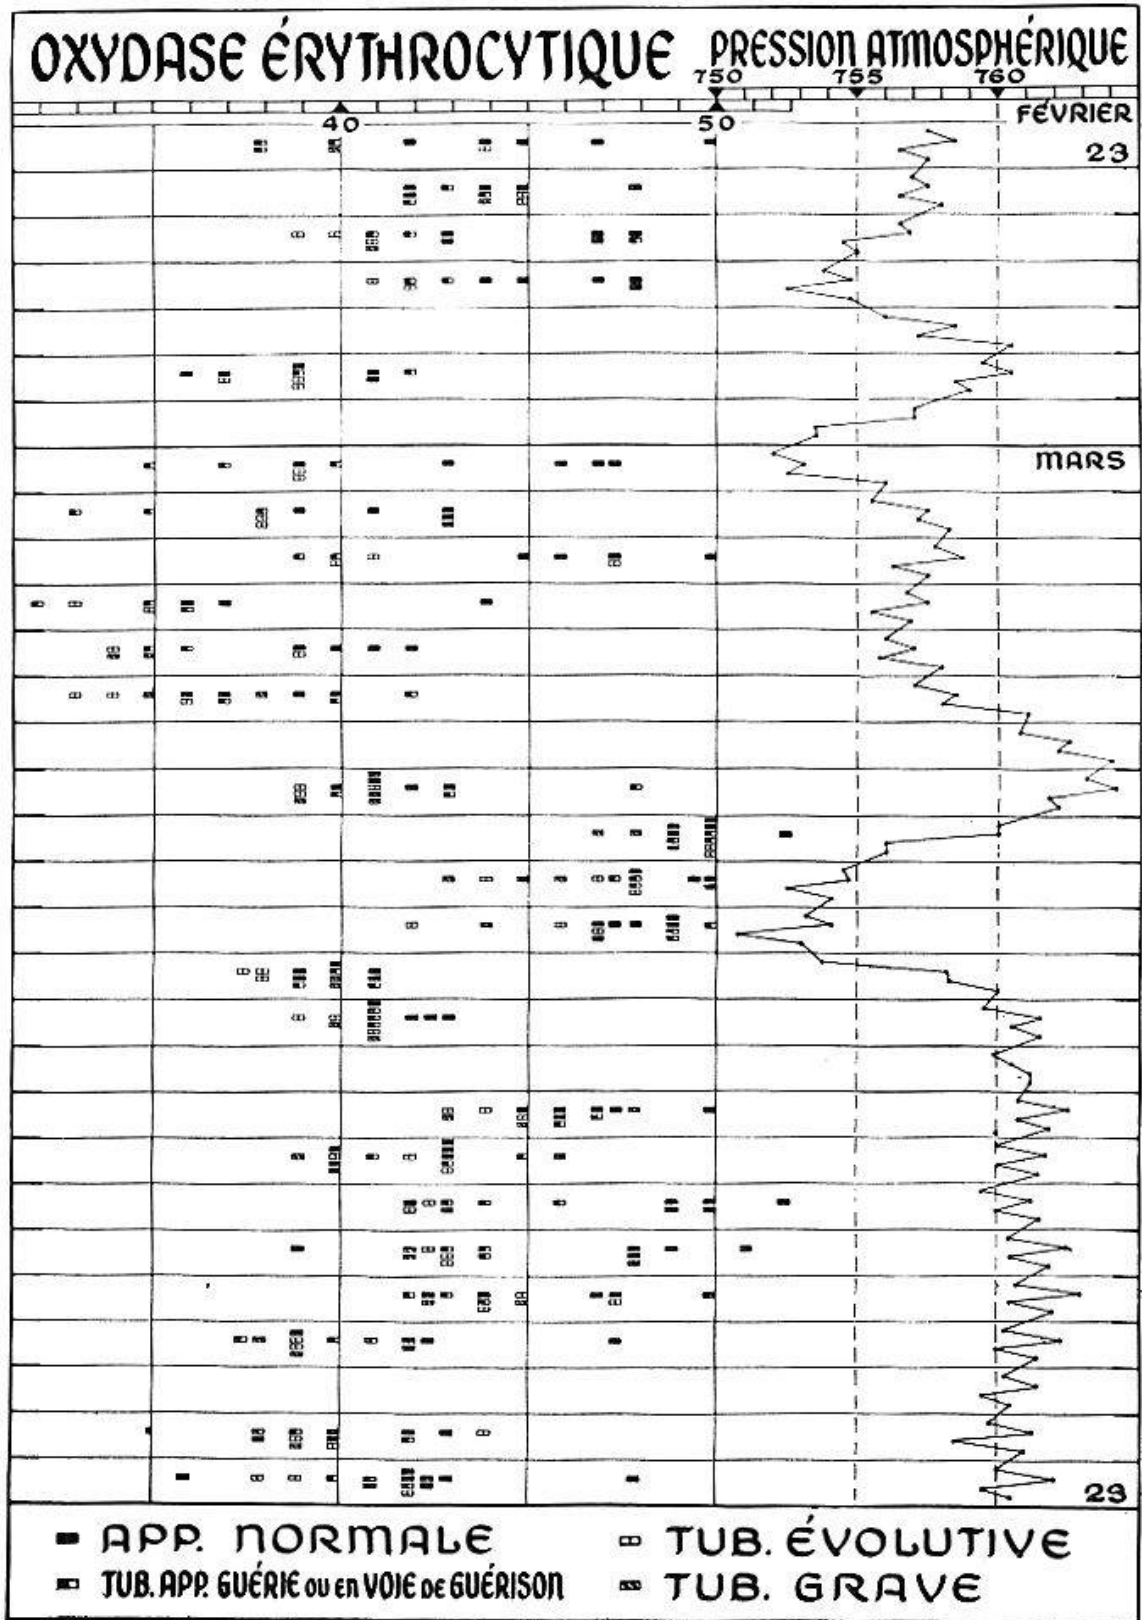 OXYDASE ÉRYTHROCYTIQUE PRESSION ATMOSPHÉRIQUE
750 755 760
40 50 FÉVRIER
23
MARS
23
APP. NORMALE TUB. ÉVOLUTIVE
TUB. APP. GUÉRIE OU EN VOIE DE GUÉRISON TUB. GRAVE